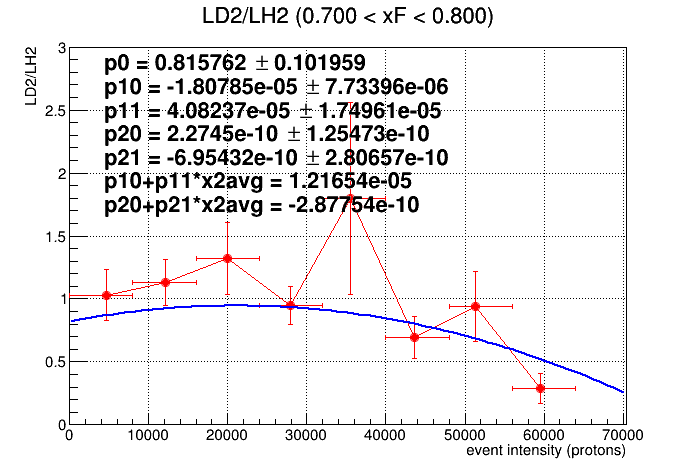 LD2/LH2 (0.700 < xF < 0.800)
LD2/LH2
p0 = 0.815762 ± 0.101959
p10 = -1.80785e-05 ± 7.73396e-06
p11 = 4.08237e-05 ± 1.74961e-05
p20 = 2.2745e-10 ± 1.25473e-10
p21 = -6.95432e-10 ± 2.80657e-10
p10+p11*x2avg = 1.21654e-05
p20+p21*x2avg = -2.87754e-10
3
2.5
2
1.5
1
0.5
0
0 10000 20000 30000 40000 50000 60000 70000
event intensity (protons)